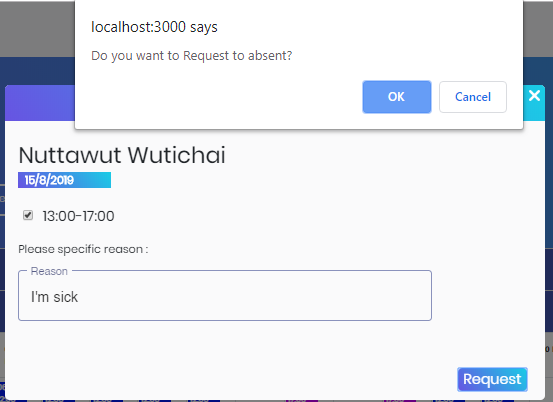 localhost:3000 says
Do you want to Request to absent?
OK
Cancel
Nuttawut Wutichai
15/8/2019
13:00-17:00
Please specific reason :
Reason
I'm sick
Request